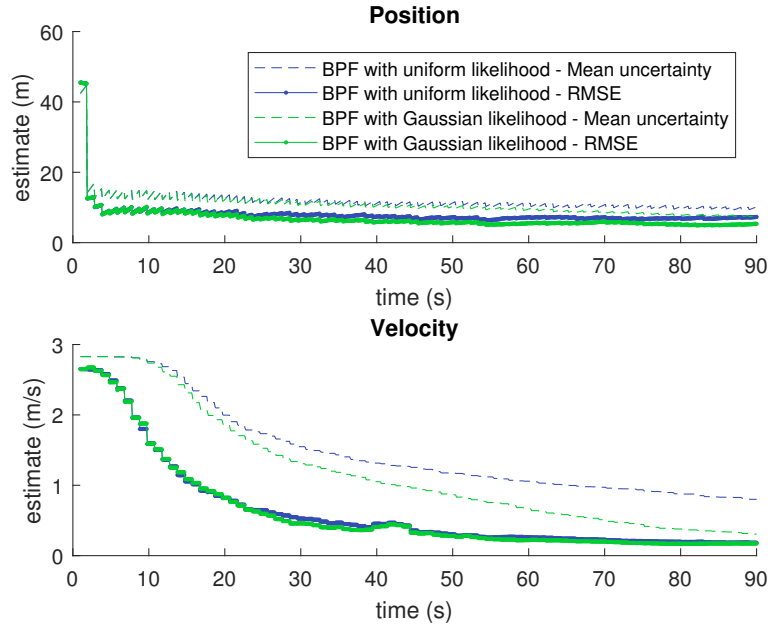 Position
60
40
20
0
estimate (m)
BPF with uniform likelihood - Mean uncertainty
BPF with uniform likelihood - RMSE
BPF with Gaussian likelihood - Mean uncertainty
BPF with Gaussian likelihood - RMSE
0 10 20 30 40 50 60 70 80 90
time (s)
Velocity
3
2
1
0
estimate (m/s)
0 10 20 30 40 50 60 70 80 90
time (s)